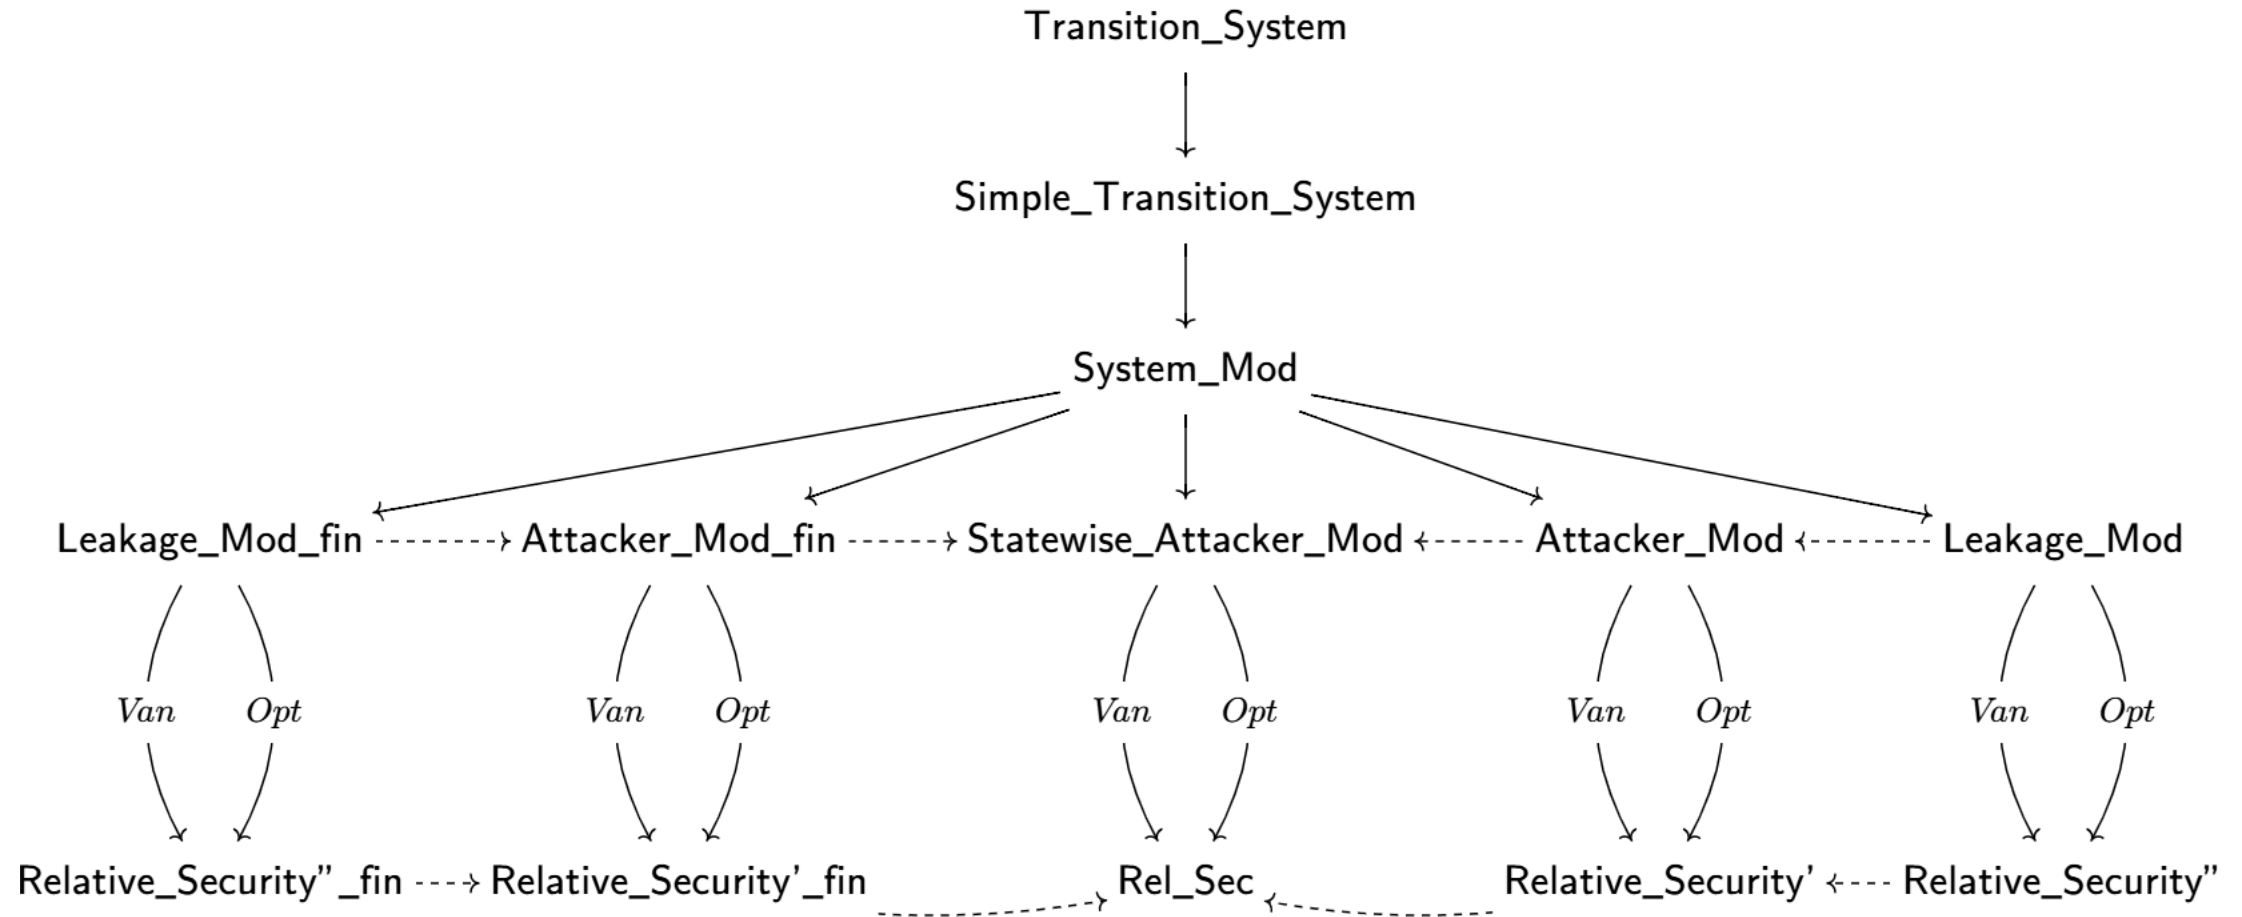 Transition_System
Simple_Transition_System
System_Mod
Leakage_Mod_fin Attacker_Mod_fin Statewise_Attacker_Mod Attacker_Mod Leakage_Mod
Van Opt Van Opt Van Opt Van Opt Van Opt
Relative_Security”_fin Relative_Security’_fin Rel_Sec Relative_Security’ Relative_Security”